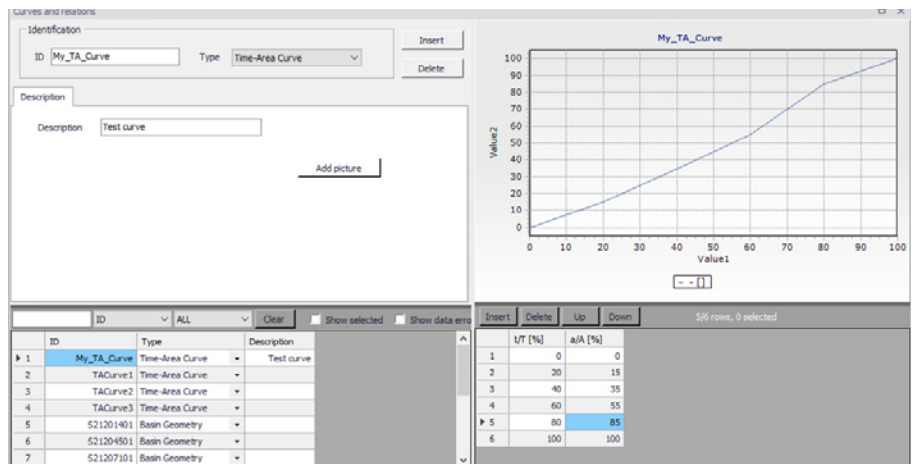 Curves and relations
Identification
ID My_TA_Curve Type Time-Area Curve
Insert
Delete
Description
Description Test curve
Add picture
My_TA_Curve
Value2
100
90
80
70
60
50
40
30
20
10
0
0 10 20 30 40 50 60 70 80 90 100
Value1
[]
ID ALL Clear Show selected Show data erro
ID Type Description
1 My_TA_Curve Time-Area Curve Test curve
2 TACurve1 Time-Area Curve
3 TACurve2 Time-Area Curve
4 TACurve3 Time-Area Curve
5 S21201401 Basin Geometry
6 S21204501 Basin Geometry
7 S21207101 Basin Geometry
Insert Delete Up Down 5/6 rows, 0 selected
t/T [%] a/A [%]
1 0 0
2 20 15
3 40 35
4 60 55
5 80 85
6 100 100